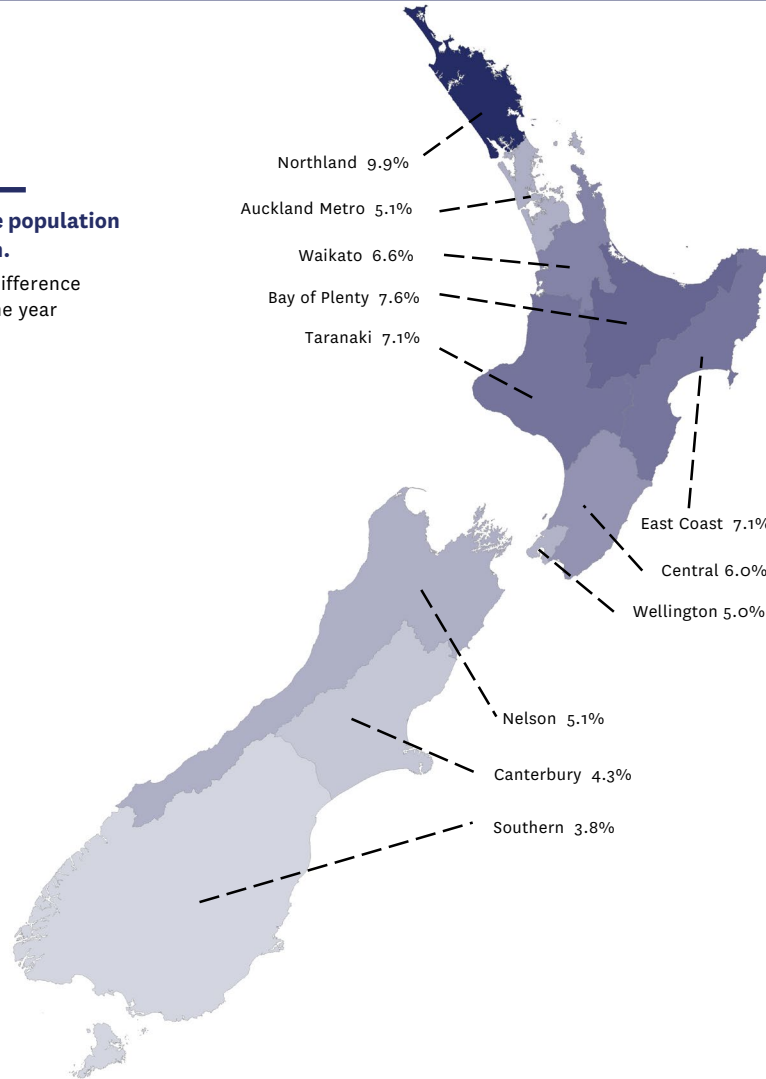 e population
n.
ifference
ne year
Northland 9.9%
Auckland Metro 5.1%
Waikato 6.6%
Bay of Plenty 7.6%
Taranaki 7.1%
East Coast 7.1%
Central 6.0%
Wellington 5.0%
Nelson 5.1%
Canterbury 4.3%
Southern 3.8%